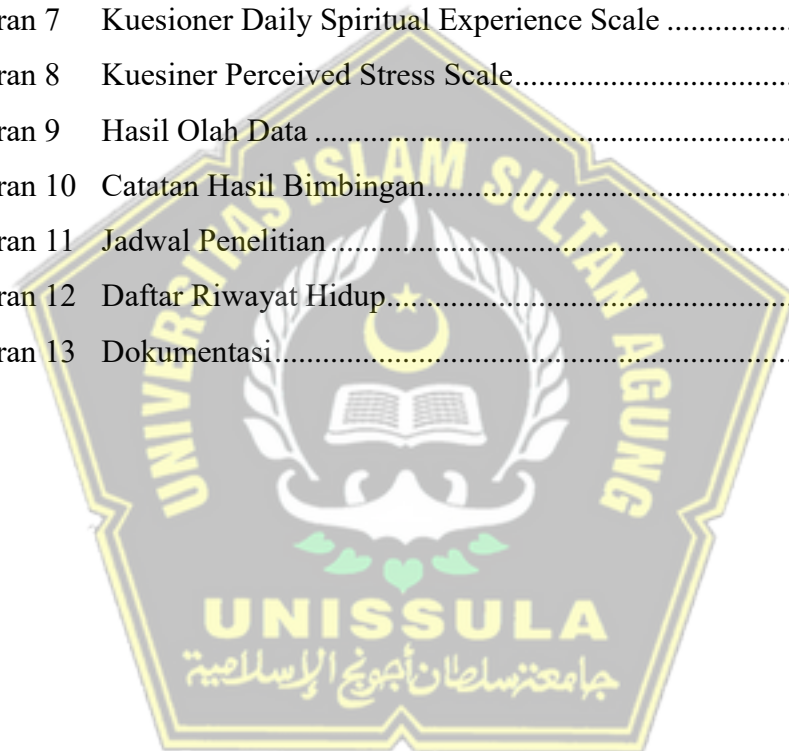 ran 7 Kuesioner Daily Spiritual Experience Scale ..................
ran 8 Kuesiner Perceived Stress Scale..........................................
ran 9 Hasil Olah Data .....................................................................
ran 10 Catatan Hasil Bimbingan.....................................................
ran 11 Jadwal Penelitian ..................................................................
ran 12 Daftar Riwayat Hidup...........................................................
ran 13 Dokumentasi.........................................................................
UNIVERSITAS ISLAM SULTAN AGUNG
UNISSULA
جامعة سلطان أجونج الإسلامية